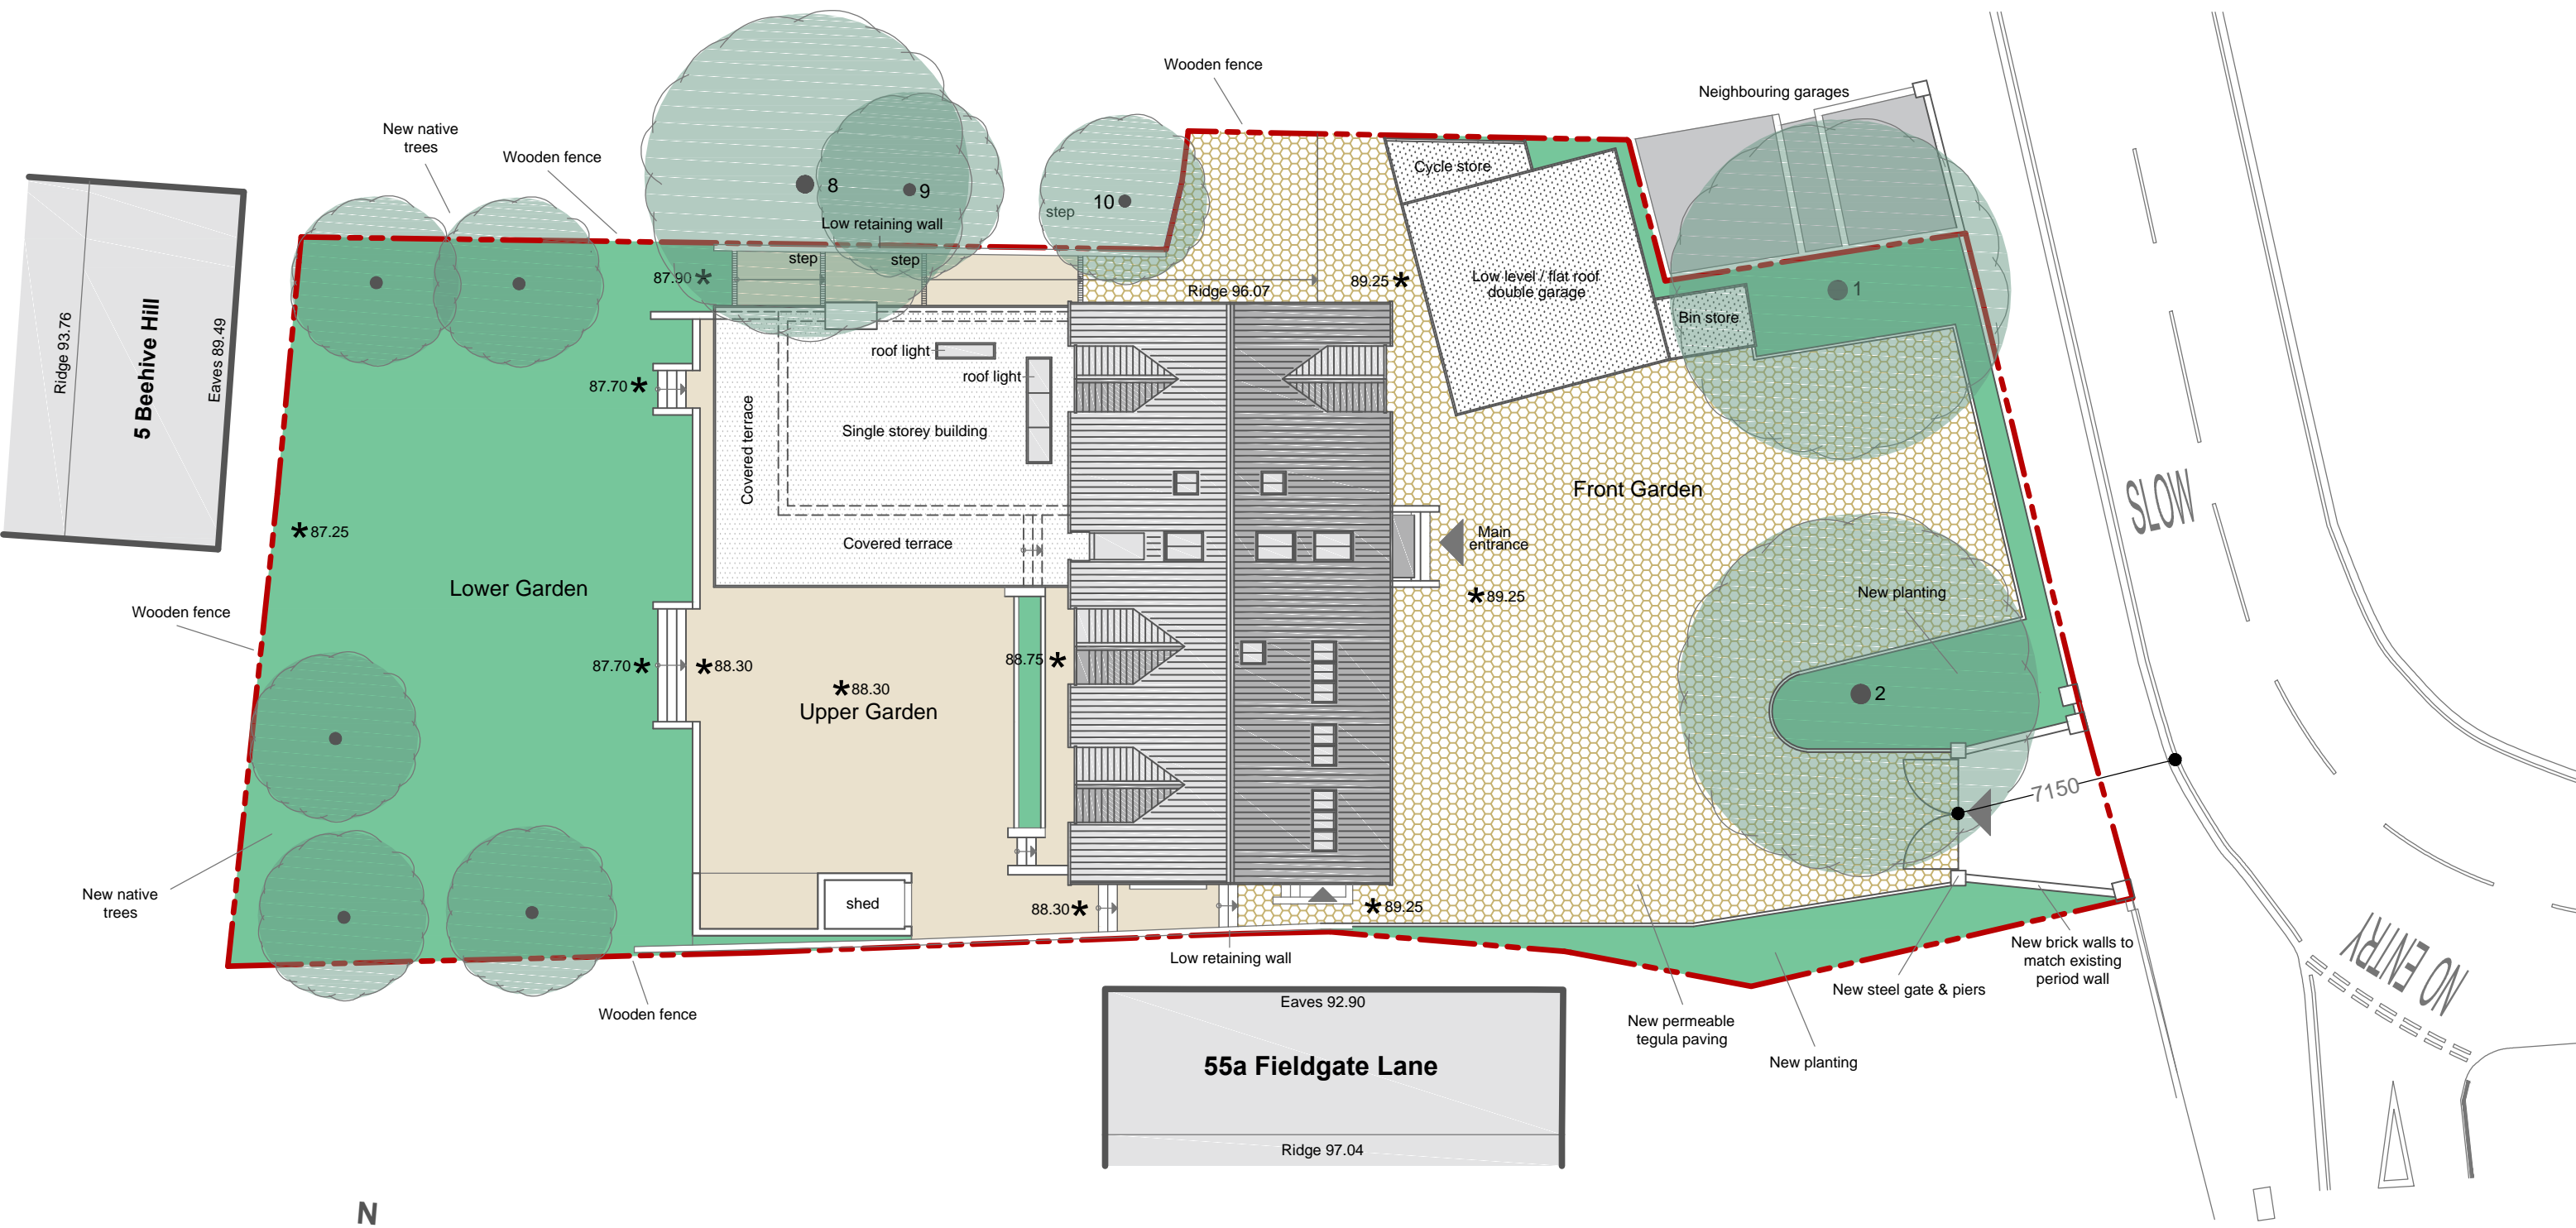 Wooden fence
Neighbouring garages
New native
trees
Wooden fence
Cycle store
8
9
10
step
Low retaining wall
step
step
87.90
Ridge 96.07
89.25
Low level / flat roof
double garage
1
Bin store
Ridge 93.76
5 Beehive Hill
Eaves 89.49
roof light
roof light
87.70
Covered terrace
Single storey building
Front Garden
SLOW
87.25
Covered terrace
Main
entrance
Lower Garden
89.25
New planting
Wooden fence
87.70
88.30
88.75
88.30
Upper Garden
2
7150
New native
trees
shed
88.30
89.25
Low retaining wall
New brick walls to
match existing
period wall
NO ENTRY
New steel gate & piers
Wooden fence
Eaves 92.90
New permeable
tegula paving
New planting
55a Fieldgate Lane
Ridge 97.04
N